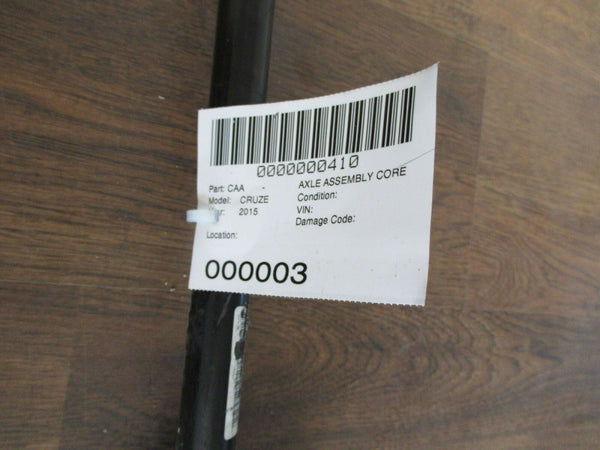 0000000410
Part: CAA - AXLE ASSEMBLY CORE
Model: CRUZE Condition:
2015 VIN:
Damage Code:
Location:
000003